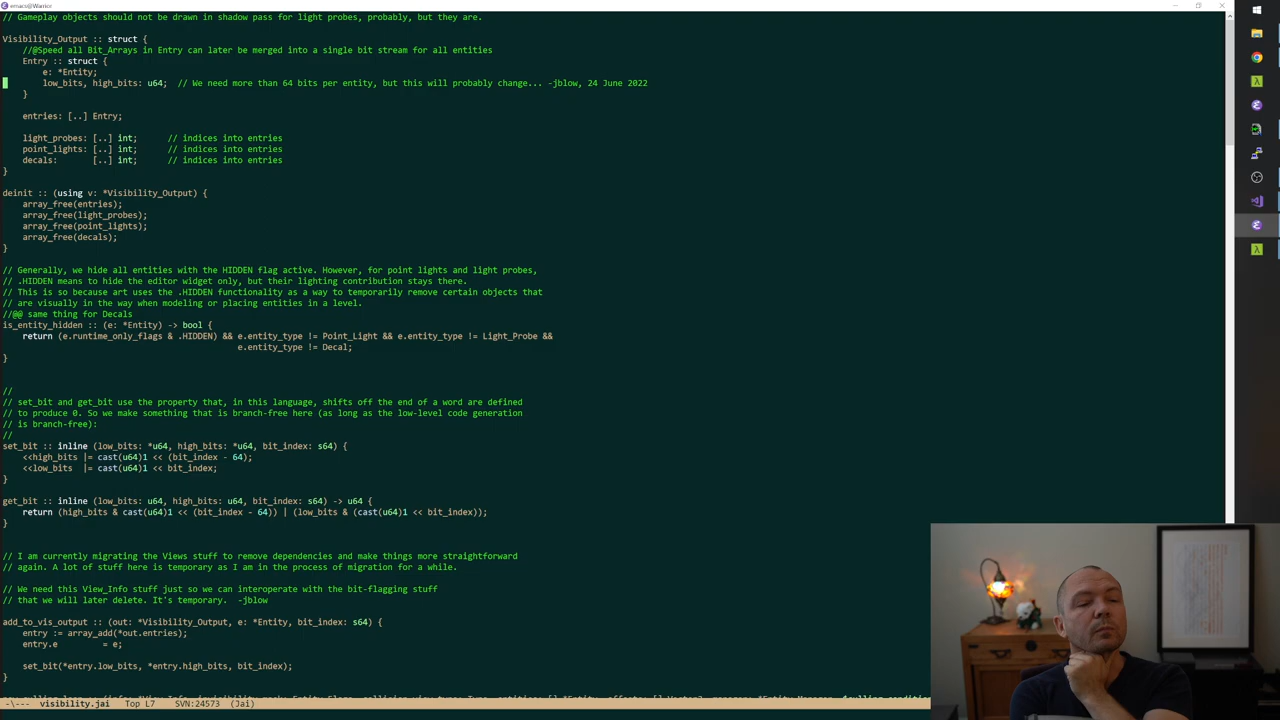 emacs@Warrior
// Gameplay objects should not be drawn in shadow pass for light probes, probably, but they are.
Visibility_Output :: struct {
//@Speed all Bit_Arrays in Entry can later be merged into a single bit stream for all entities
Entry :: struct {
e: *Entity;
low_bits, high_bits: u64;  // We need more than 64 bits per entity, but this will probably change... -jblow, 24 June 2022
}
entries: [..] Entry;
light_probes: [..] int;     // indices into entries
point_lights: [..] int;     // indices into entries
decals:       [..] int;     // indices into entries
}
deinit :: (using v: *Visibility_Output) {
array_free(entries);
array_free(light_probes);
array_free(point_lights);
array_free(decals);
}
// Generally, we hide all entities with the HIDDEN flag active. However, for point lights and light probes,
// .HIDDEN means to hide the editor widget only, but their lighting contribution stays there.
// This is so because art uses the .HIDDEN functionality as a way to temporarily remove certain objects that
// are visually in the way when modeling or placing entities in a level.
//@@ same thing for Decals
is_entity_hidden :: (e: *Entity) -> bool {
return (e.runtime_only_flags & .HIDDEN) && e.entity_type != Point_Light && e.entity_type != Light_Probe &&
e.entity_type != Decal;
}
//
// set_bit and get_bit use the property that, in this language, shifts off the end of a word are defined
// to produce 0. So we make something that is branch-free here (as long as the low-level code generation
// is branch-free):
//
set_bit :: inline (low_bits: *u64, high_bits: *u64, bit_index: s64) {
<<high_bits |= cast(u64)1 << (bit_index - 64);
<<low_bits  |= cast(u64)1 << bit_index;
}
get_bit :: inline (low_bits: u64, high_bits: u64, bit_index: s64) -> u64 {
return (high_bits & cast(u64)1 << (bit_index - 64)) | (low_bits & (cast(u64)1 << bit_index));
}
// I am currently migrating the Views stuff to remove dependencies and make things more straightforward
// again. A lot of stuff here is temporary as I am in the process of migration for a while.
// We need this View_Info stuff just so we can interoperate with the bit-flagging stuff
// that we will later delete. It's temporary.  -jblow
add_to_vis_output :: (out: *Visibility_Output, e: *Entity, bit_index: s64) {
entry := array_add(*out.entries);
entry.e         = e;
set_bit(*entry.low_bits, *entry.high_bits, bit_index);
}
-\---  visibility.jai   Top L7     SVN:24573  (Jai)